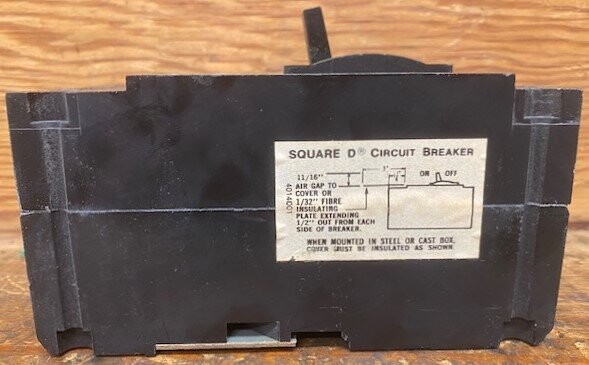 SQUARE D® CIRCUIT BREAKER
11/16"
AIR GAP TO
COVER OR
1/32" FIBRE
INSULATING
PLATE EXTENDING
1/2" OUT FROM EACH
SIDE OF BREAKER.
40144001
3"
ON OFF
WHEN MOUNTED IN STEEL OR CAST BOX,
COVER MUST BE INSULATED AS SHOWN.